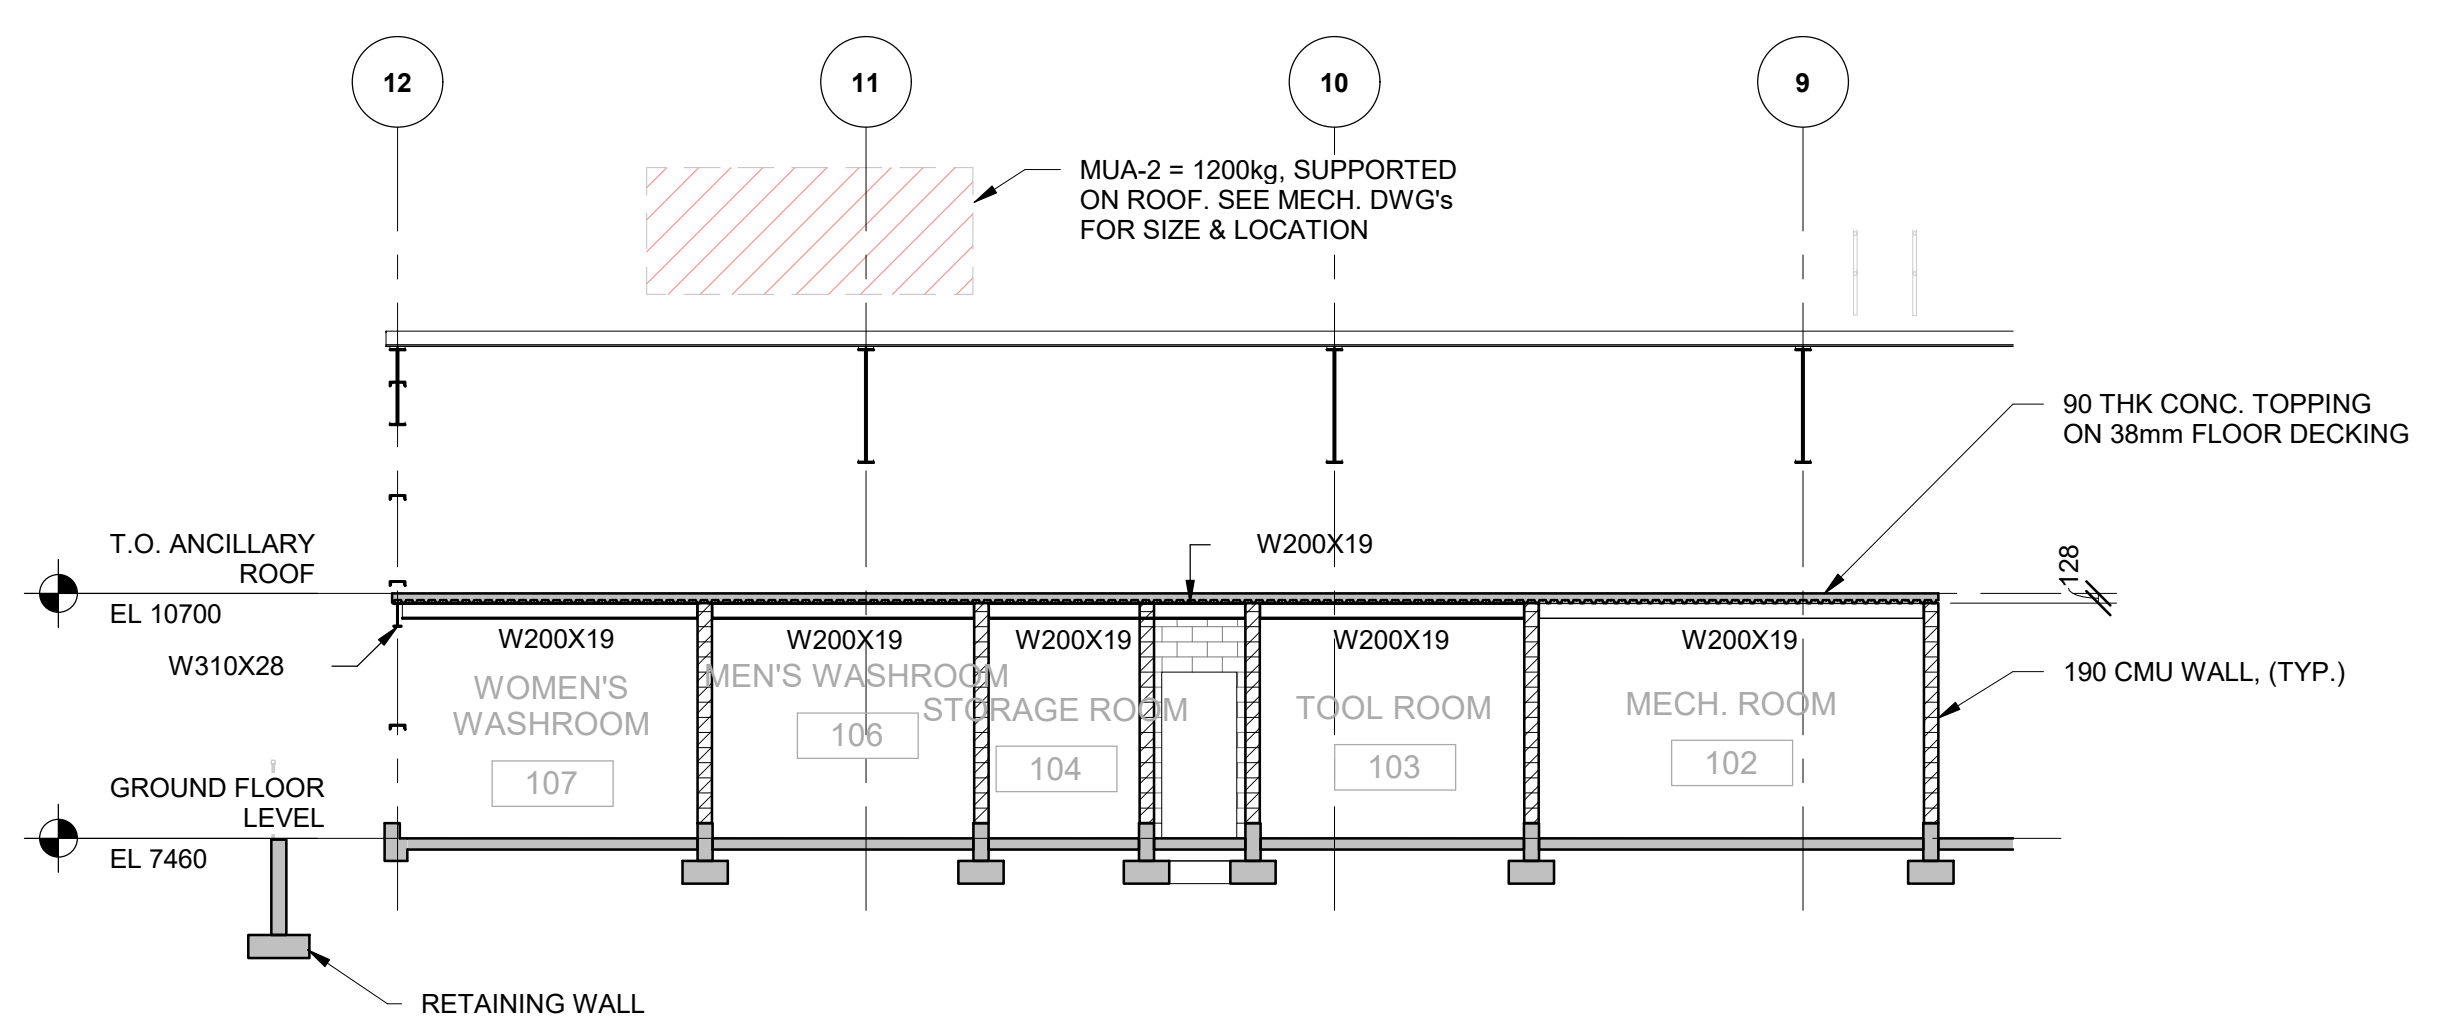 12
11
10
9
MUA-2 = 1200kg, SUPPORTED
ON ROOF. SEE MECH. DWG's
FOR SIZE & LOCATION
90 THK CONC. TOPPING
ON 38mm FLOOR DECKING
T.O. ANCILLARY
ROOF
EL 10700
W200X19
128
W310X28
W200X19
W200X19
W200X19
W200X19
W200X19
190 CMU WALL, (TYP.)
WOMEN'S
WASHROOM
107
MEN'S WASHROOM
106
STORAGE ROOM
104
TOOL ROOM
103
MECH. ROOM
102
GROUND FLOOR
LEVEL
EL 7460
RETAINING WALL